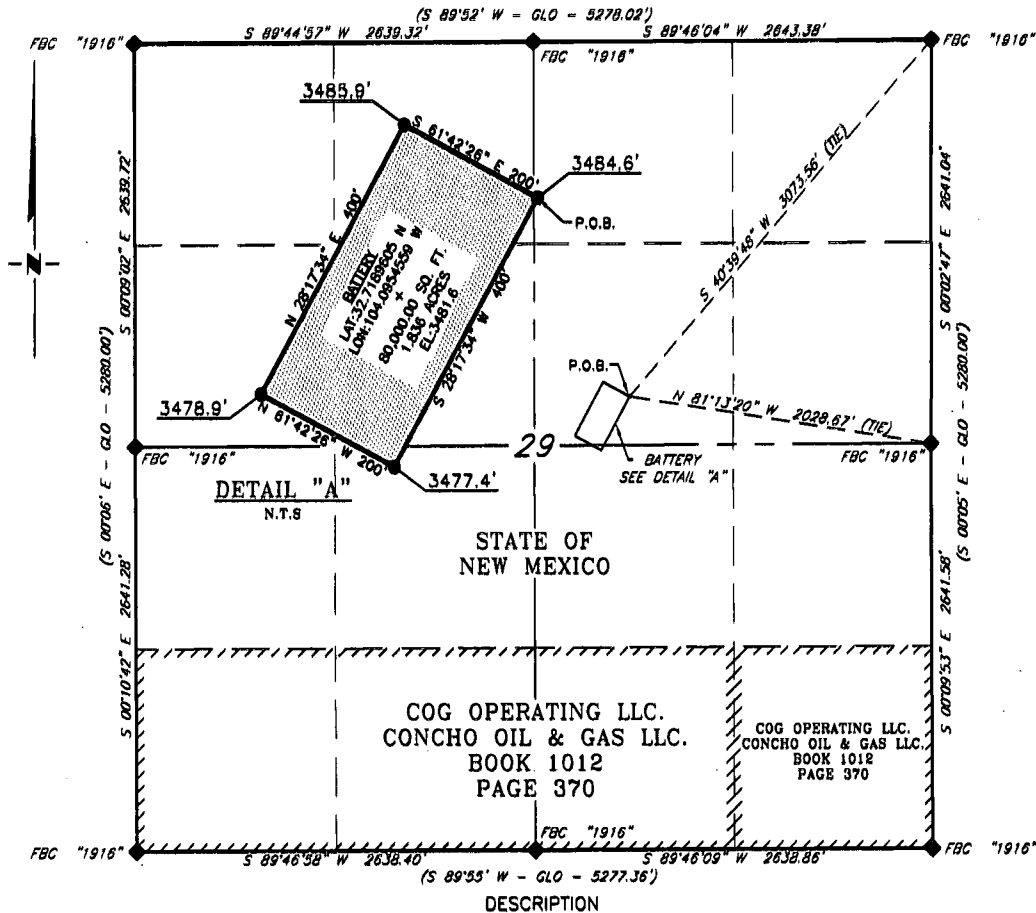 (S 89°52' W - GLO - 5278.02')
S 89°44'57" W 2639.32'
S 89°46'04" W 2643.38'
FBC "1916"
FBC "1916"
FBC "1916"
3485.9'
S 61°42'26" E 200'
3484.6'
P.O.B.
S 00°09'02" E 2639.72'
N 28°17'34" E 400'
BATTERY
LAT:32.7189605 N
LON:104.0954559 W
+
80,000.00 SQ. FT.
1.836 ACRES
EL:3481.6
S 28°17'34" W 400'
S 40°39'48" W 3073.56' (TIE)
S 00°02'47" E 2641.04'
-Z-
(S 00°06' E - GLO - 5280.00')
(S 00°05' E - GLO - 5280.00')
P.O.B.
N 81°13'20" W 2028.67' (TIE)
3478.9'
N 61°42'26" W 200'
3477.4'
29
FBC "1916"
FBC "1916"
BATTERY
SEE DETAIL "A"
DETAIL "A"
N.T.S
STATE OF
NEW MEXICO
S 00°10'42" E 2641.28'
S 00°09'53" E 2641.58'
COG OPERATING LLC.
CONCHO OIL & GAS LLC.
BOOK 1012
PAGE 370
COG OPERATING LLC.
CONCHO OIL & GAS LLC.
BOOK 1012
PAGE 370
FBC "1916"
FBC "1916"
FBC "1916"
S 89°46'58" W 2638.40'
S 89°46'09" W 2638.86'
(S 89°55' W - GLO - 5277.36')
DESCRIPTION